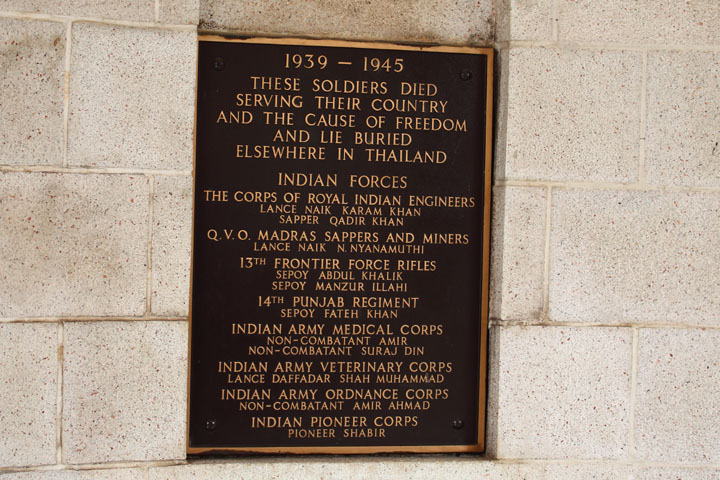 1939 – 1945
THESE SOLDIERS DIED
SERVING THEIR COUNTRY
AND THE CAUSE OF FREEDOM
AND LIE BURIED
ELSEWHERE IN THAILAND
INDIAN FORCES
THE CORPS OF ROYAL INDIAN ENGINEERS
LANCE NAIK KARAM KHAN
SAPPER QADIR KHAN
Q.V.O. MADRAS SAPPERS AND MINERS
LANCE NAIK N. NYANAMUTHI
13TH FRONTIER FORCE RIFLES
SEPOY ABDUL KHALIK
SEPOY MANZUR ILLAHI
14TH PUNJAB REGIMENT
SEPOY FATEH KHAN
INDIAN ARMY MEDICAL CORPS
NON-COMBATANT AMIR
NON-COMBATANT SURAJ DIN
INDIAN ARMY VETERINARY CORPS
LANCE DAFFADAR SHAH MUHAMMAD
INDIAN ARMY ORDNANCE CORPS
NON-COMBATANT AMIR AHMAD
INDIAN PIONEER CORPS
PIONEER SHABIR